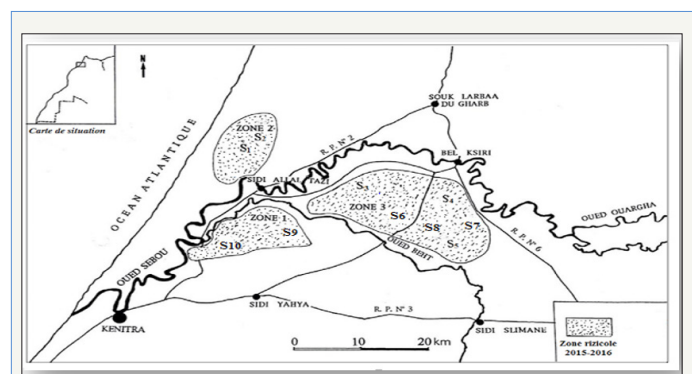 N
Carte de situation
OCEAN ATLANTIQUE
SOUK LARBAA
DU GHARB
ZONE 2
S2
S1
R.P. N° 2
BEL KSIRI
SIDI ALLAL TAZI
S3
ZONE 3
S4
S6
S8
S7
OUED OUARGHA
ZONE 1
S9
S10
OUED SEBOU
OUED BEHT
R.P. N° 6
SIDI YAHYA
R.P. N° 3
KENITRA
SIDI SLIMANE
0 10 20 km
Zone rizicole
2015-2016